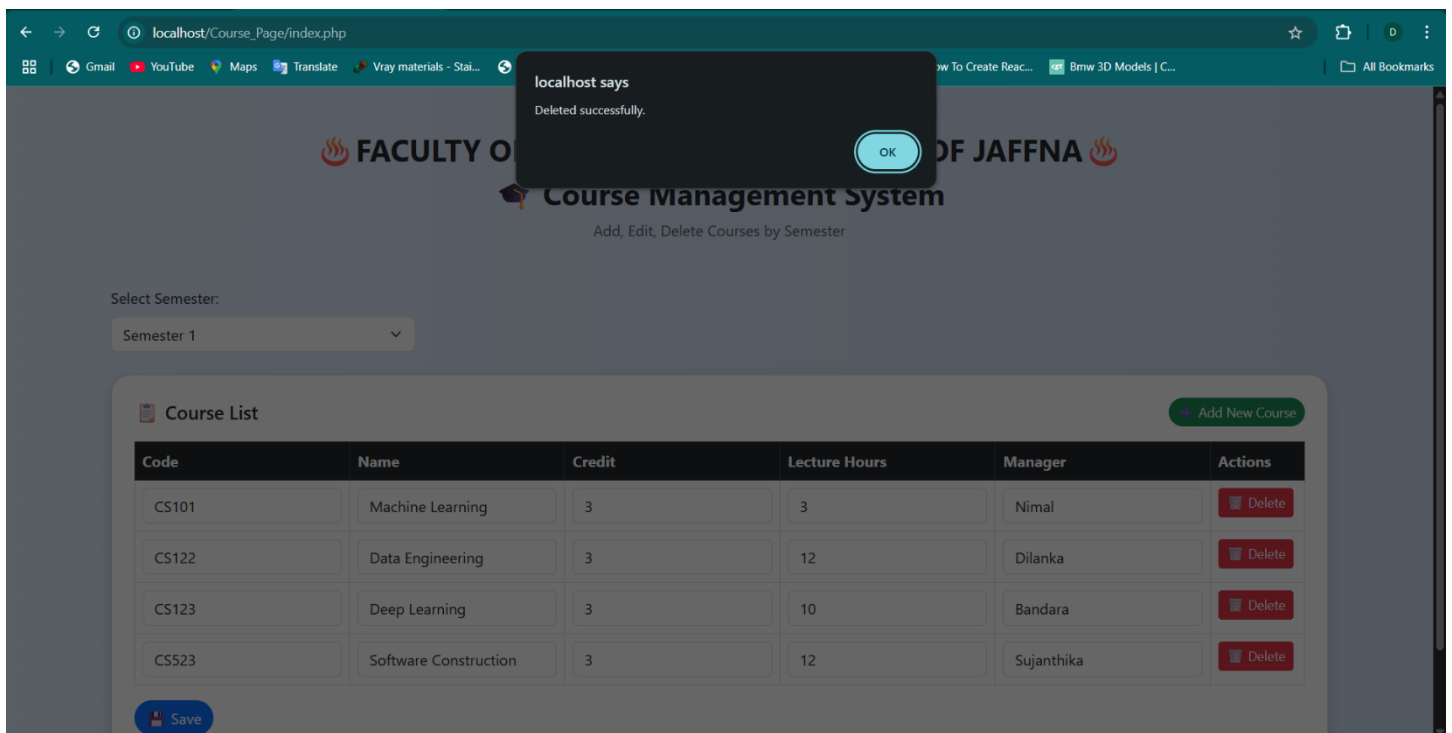 localhost/Course_Page/index.php
D
Gmail YouTube Maps Translate Vray materials - Stai... ow To Create Reac... Bmw 3D Models | C... All Bookmarks
localhost says
Deleted successfully.
OK
FACULTY O OF JAFFNA
Course Management System
Add, Edit, Delete Courses by Semester
Select Semester:
Semester 1
Course List
Add New Course
Code Name Credit Lecture Hours Manager Actions
CS101 Machine Learning 3 3 Nimal Delete
CS122 Data Engineering 3 12 Dilanka Delete
CS123 Deep Learning 3 10 Bandara Delete
CS523 Software Construction 3 12 Sujanthika Delete
Save